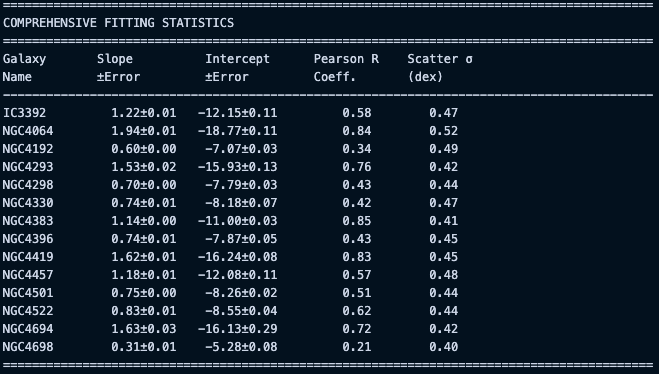 ==========================================================================================
COMPREHENSIVE FITTING STATISTICS
==========================================================================================
Galaxy       Slope          Intercept      Pearson R    Scatter σ
Name         ±Error         ±Error         Coeff.       (dex)
------------------------------------------------------------------------------------------
IC3392         1.22±0.01   -12.15±0.11         0.58        0.47
NGC4064        1.94±0.01   -18.77±0.11         0.84        0.52
NGC4192        0.60±0.00    -7.07±0.03         0.34        0.49
NGC4293        1.53±0.02   -15.93±0.13         0.76        0.42
NGC4298        0.70±0.00    -7.79±0.03         0.43        0.44
NGC4330        0.74±0.01    -8.18±0.07         0.42        0.47
NGC4383        1.14±0.00   -11.00±0.03         0.85        0.41
NGC4396        0.74±0.01    -7.87±0.05         0.43        0.45
NGC4419        1.62±0.01   -16.24±0.08         0.83        0.45
NGC4457        1.18±0.01   -12.08±0.11         0.57        0.48
NGC4501        0.75±0.00    -8.26±0.02         0.51        0.44
NGC4522        0.83±0.01    -8.55±0.04         0.62        0.44
NGC4694        1.63±0.03   -16.13±0.29         0.72        0.42
NGC4698        0.31±0.01    -5.28±0.08         0.21        0.40
==========================================================================================